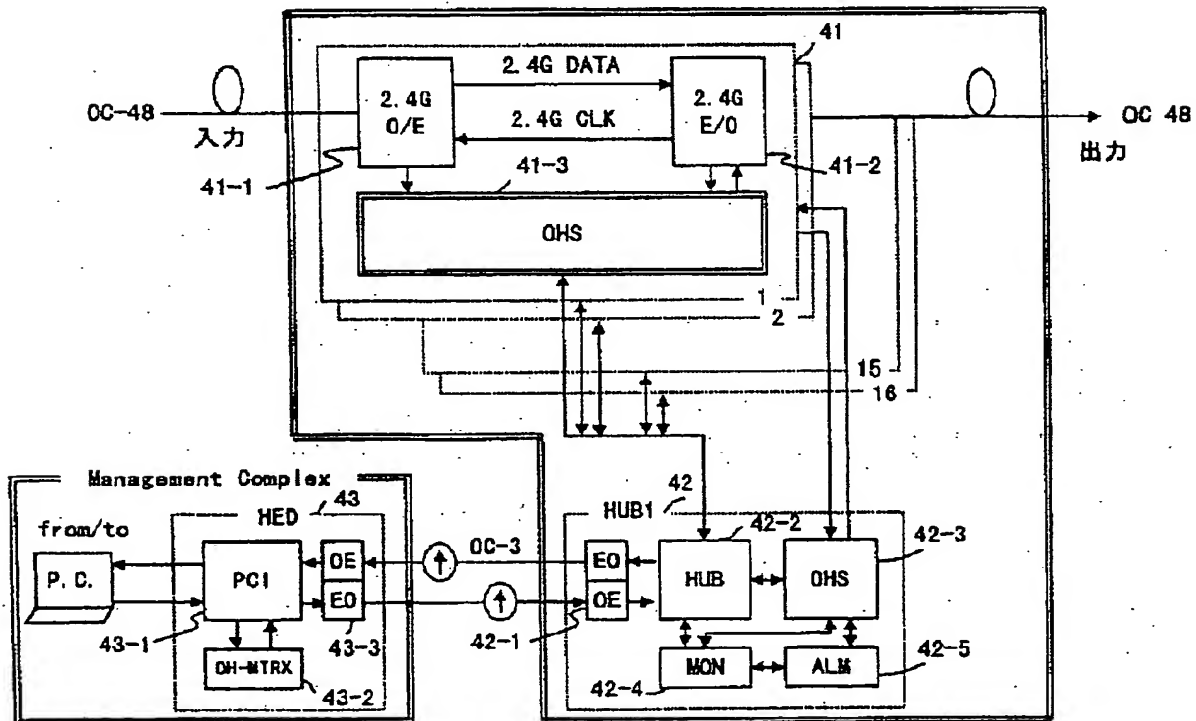 41
2.4G DATA
OC-48
入力
2.4G
O/E
2.4G
E/O
2.4G CLK
OC 48
出力
41-1
41-3
41-2
OHS
1
2
15
16
Management Complex
from/to
HED
43
HUB1
42
42-2
42-3
P.C.
PCI
OE
EO
OC-3
EO
OE
HUB
OHS
43-1
43-3
42-1
OH-MTRX
43-2
MON
ALM
42-4
42-5